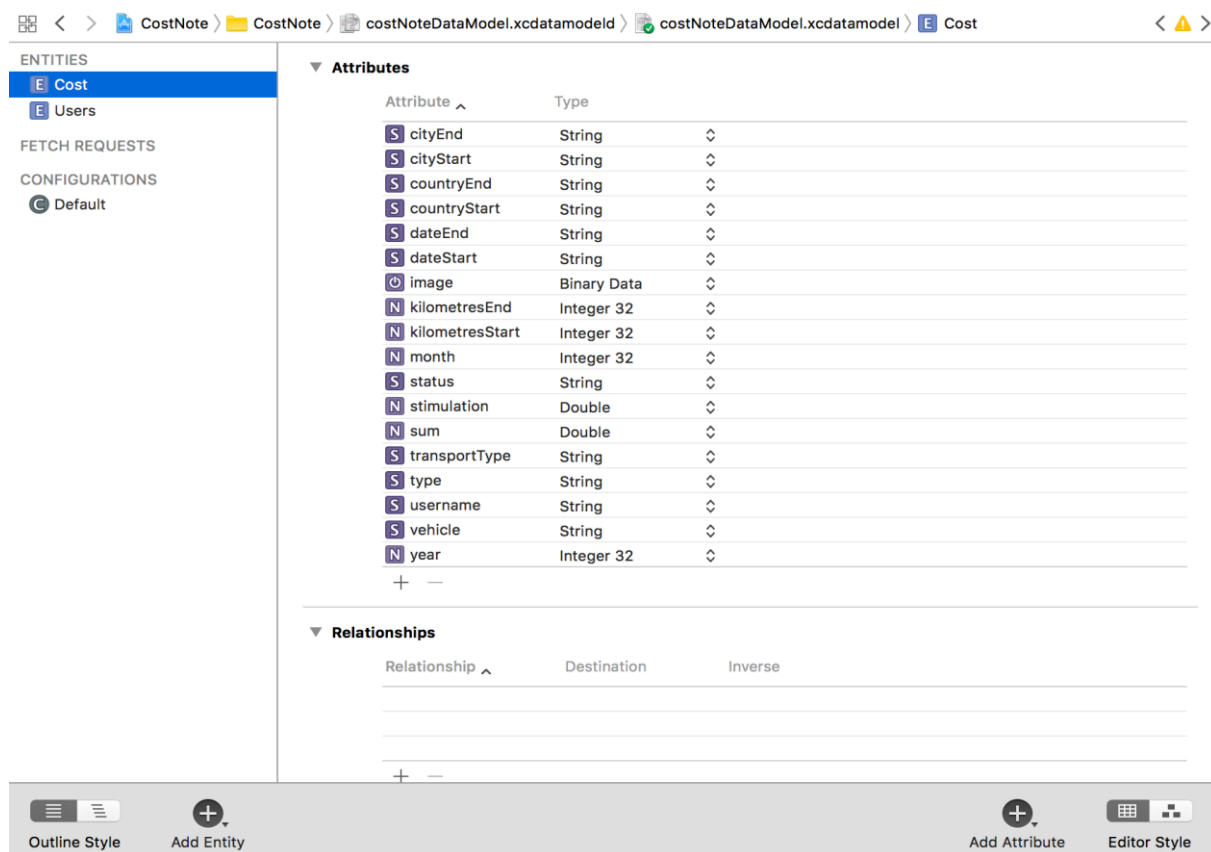 CostNote CostNote costNoteDataModel.xcdatamodeld costNoteDataModel.xcdatamodel E Cost
ENTITIES
E Cost
E Users
FETCH REQUESTS
CONFIGURATIONS
C Default
Attributes
Attribute Type
S cityEnd String
S cityStart String
S countryEnd String
S countryStart String
S dateEnd String
S dateStart String
image Binary Data
N kilometresEnd Integer 32
N kilometresStart Integer 32
N month Integer 32
S status String
N stimulation Double
N sum Double
S transportType String
S type String
S username String
S vehicle String
N year Integer 32
+ −
Relationships
Relationship Destination Inverse
+ −
Outline Style Add Entity Add Attribute Editor Style